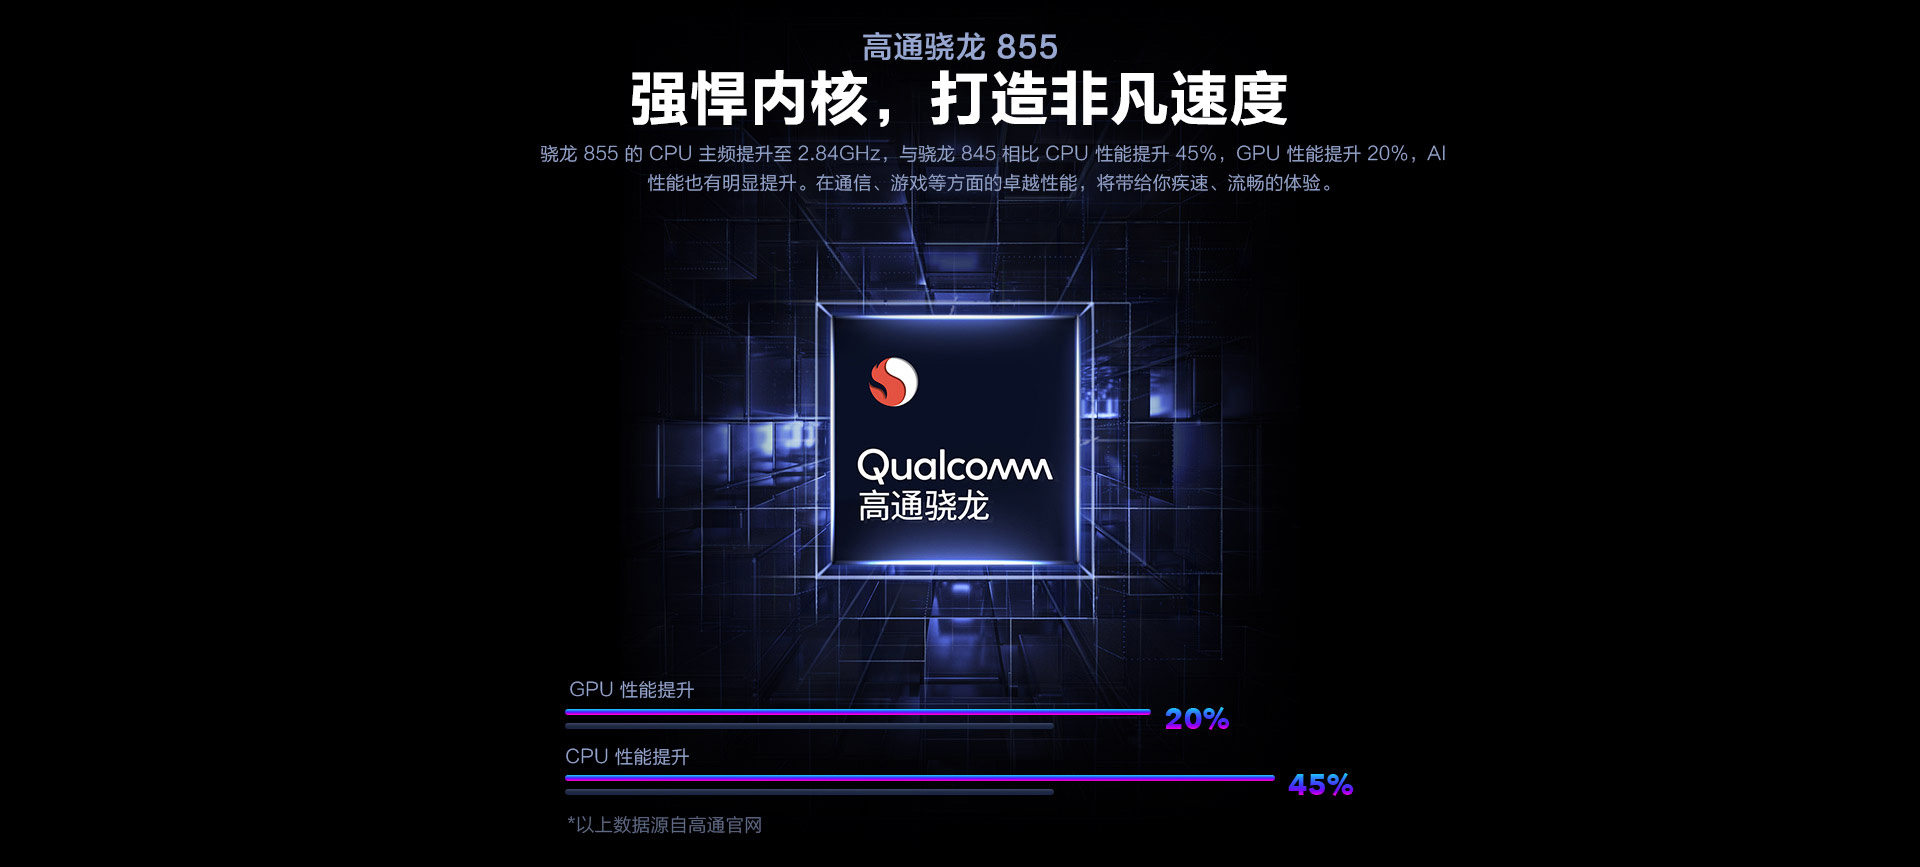 高通骁龙 855
强悍内核，打造非凡速度
骁龙 855 的 CPU 主频提升至 2.84GHz，与骁龙 845 相比 CPU 性能提升 45%，GPU 性能提升 20%，AI
性能也有明显提升。在通信、游戏等方面的卓越性能，将带给你疾速、流畅的体验。
Qualcomm
高通骁龙
GPU 性能提升
20%
CPU 性能提升
45%
*以上数据源自高通官网